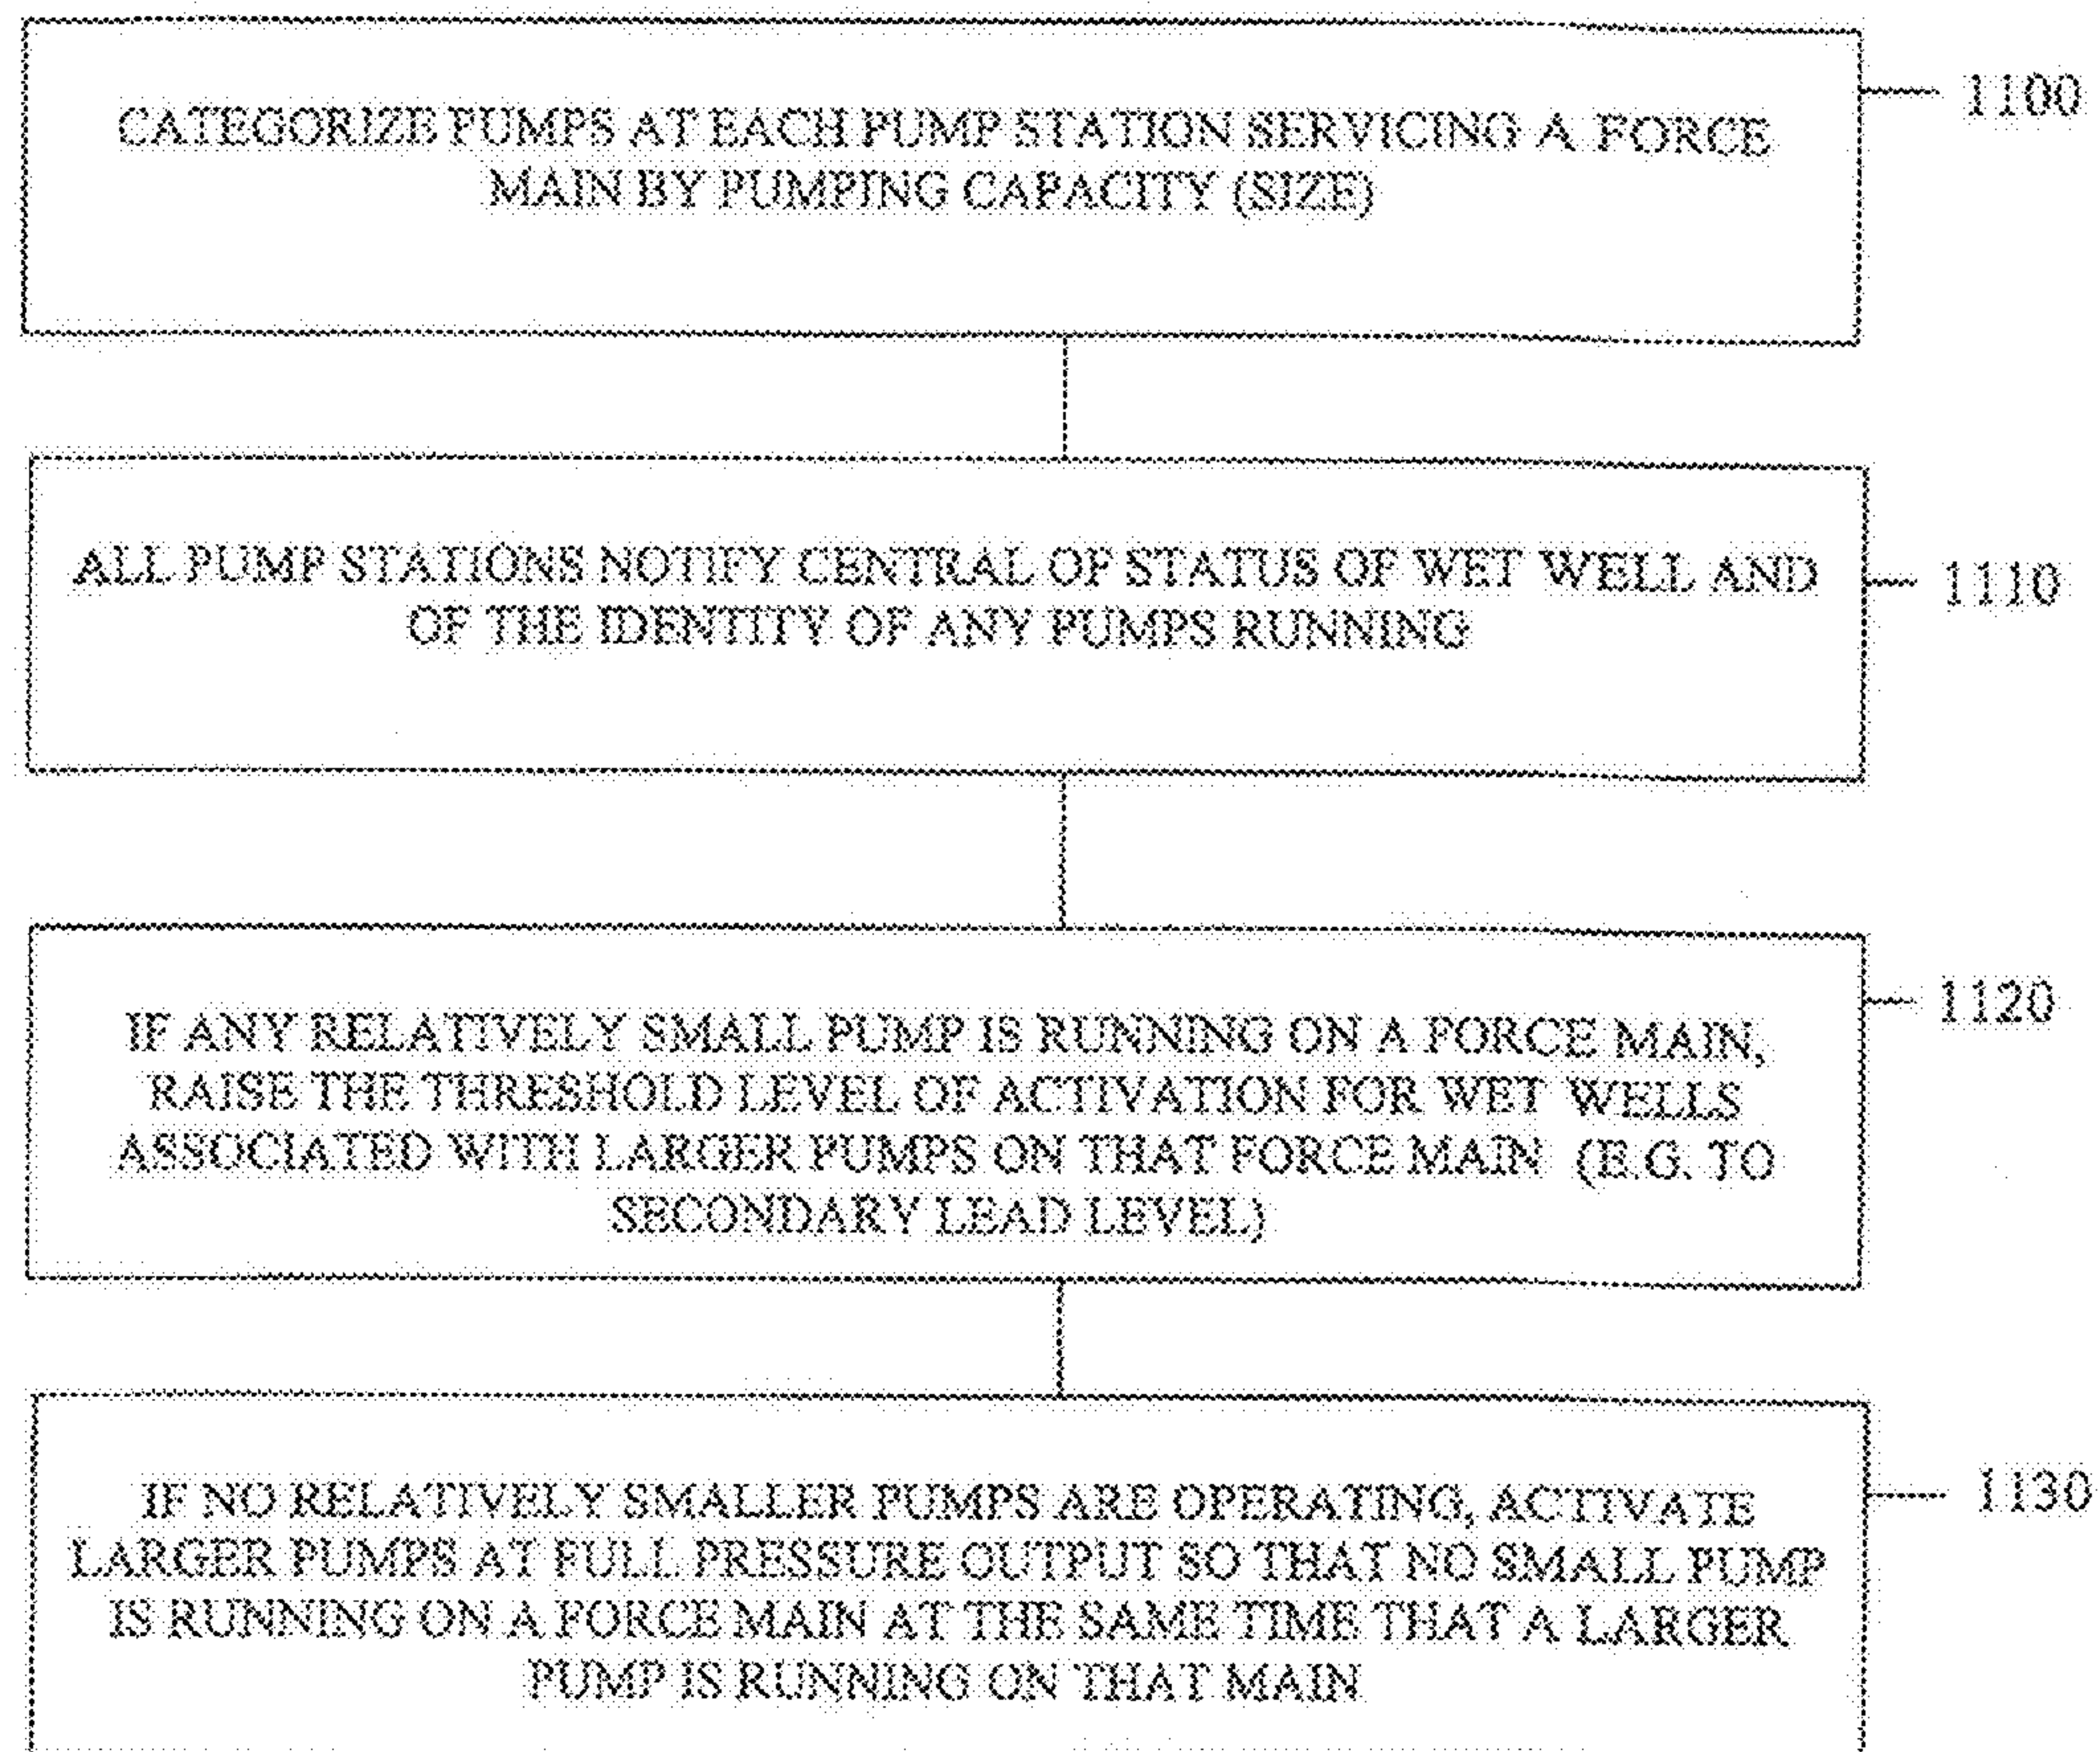 CATEGORIZE PUMPS AT EACH PUMP STATION SERVICING A FORCE
MAIN BY PUMPING CAPACITY (SIZE)
1100
ALL PUMP STATIONS NOTIFY CENTRAL OF STATUS OF WET WELL AND
OF THE IDENTITY OF ANY PUMPS RUNNING
1110
IF ANY RELATIVELY SMALL PUMP IS RUNNING ON A FORCE MAIN,
RAISE THE THRESHOLD LEVEL OF ACTIVATION FOR WET WELLS
ASSOCIATED WITH LARGER PUMPS ON THAT FORCE MAIN (E.G. TO
SECONDARY LEAD LEVEL)
1120
IF NO RELATIVELY SMALLER PUMPS ARE OPERATING, ACTIVATE
LARGER PUMPS AT FULL PRESSURE OUTPUT SO THAT NO SMALL PUMP
IS RUNNING ON A FORCE MAIN AT THE SAME TIME THAT A LARGER
PUMP IS RUNNING ON THAT MAIN
1130